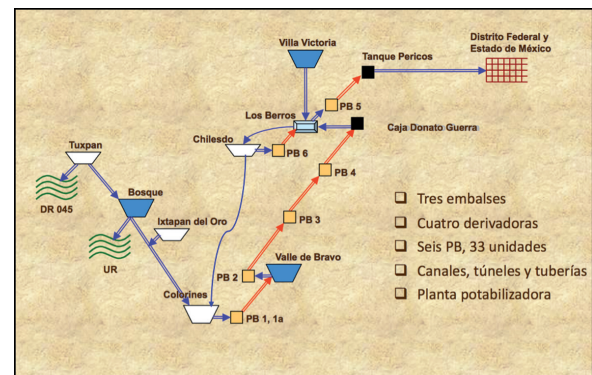 Villa Victoria
Distrito Federal y
Estado de México
Tanque Pericos
PB 5
Los Berros
Caja Donato Guerra
Chilesdo
PB 6
Tuxpan
PB 4
DR 045
Bosque
Ixtapan del Oro
PB 3
UR
Valle de Bravo
PB 2
Colorines
PB 1, 1a
❑ Tres embalses
❑ Cuatro derivadoras
❑ Seis PB, 33 unidades
❑ Canales, túneles y tuberías
❑ Planta potabilizadora